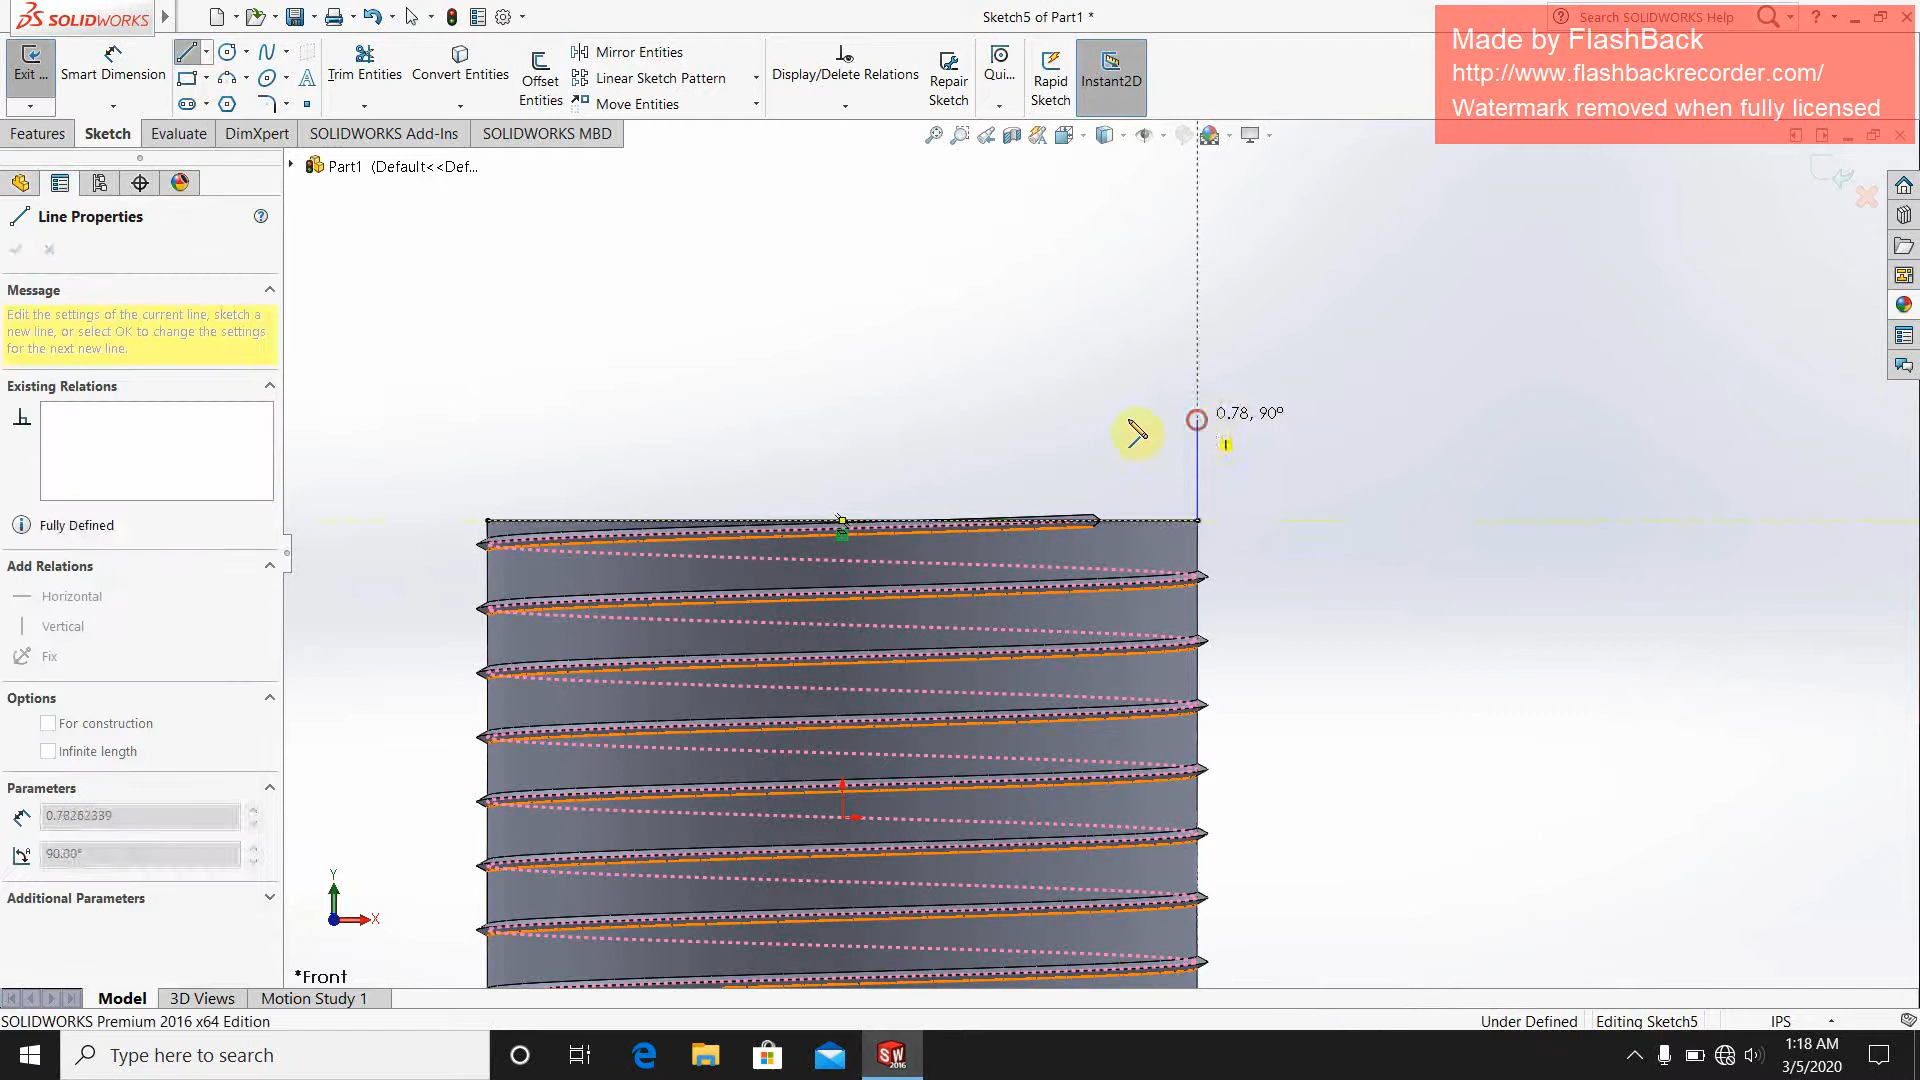 SOLIDWORKS
Sketch5 of Part1 *
Search SOLIDWORKS Help
Made by FlashBack
http://www.flashbackrecorder.com/
Watermark removed when fully licensed
Exit ...
Smart Dimension
Trim Entities
Convert Entities
Offset
Entities
Mirror Entities
Linear Sketch Pattern
Move Entities
Display/Delete Relations
Repair
Sketch
Qui...
Rapid
Sketch
Instant2D
Features
Sketch
Evaluate
DimXpert
SOLIDWORKS Add-Ins
SOLIDWORKS MBD
Part1 (Default<<Def...
Line Properties
Message
Edit the settings of the current line, sketch a
new line, or select OK to change the settings
for the next new line.
Existing Relations
Fully Defined
Add Relations
Horizontal
Vertical
Fix
Options
For construction
Infinite length
Parameters
0.78262339
90.00°
Additional Parameters
0.78, 90°
Y
X
*Front
Model
3D Views
Motion Study 1
SOLIDWORKS Premium 2016 x64 Edition
Under Defined
Editing Sketch5
IPS
Type here to search
SW
2016
1:18 AM
3/5/2020